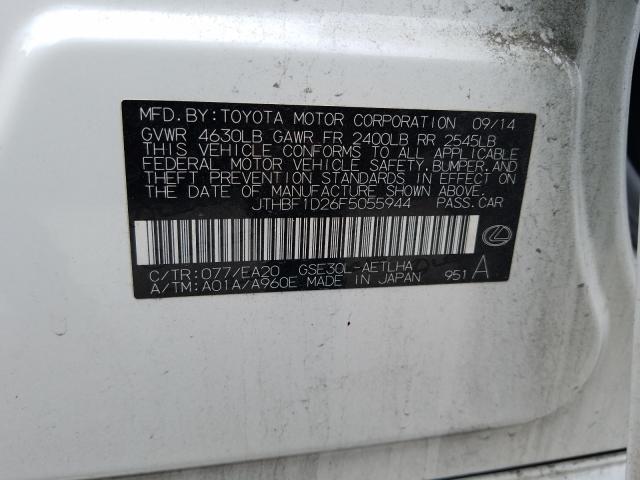 MFD.BY:TOYOTA MOTOR CORPORATION 09/14
GVWR 4630LB GAWR FR 2400LB RR 2545LB
THIS VEHICLE CONFORMS TO ALL APPLICABLE
FEDERAL MOTOR VEHICLE SAFETY, BUMPER, AND
THEFT PREVENTION STANDARDS IN EFFECT ON
THE DATE OF MANUFACTURE SHOWN ABOVE.
JTHBF1D26F5055944 PASS.CAR
C/TR:077/EA20 GSE30L-AETLHA
A/TM:A01A/A960E MADE IN JAPAN 951 A